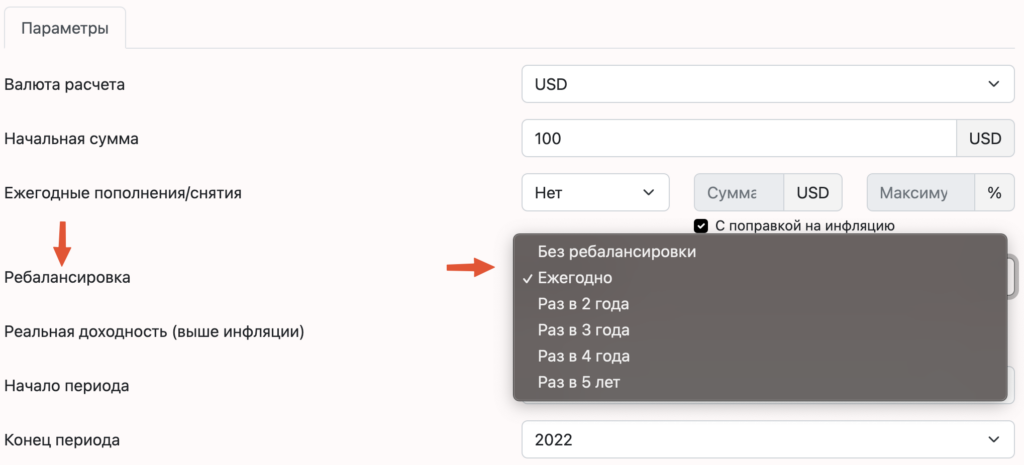 Параметры
Валюта расчета
USD
Начальная сумма
100
USD
Ежегодные пополнения/снятия
Нет
Сумма
USD
Максиму
%
С поправкой на инфляцию
Ребалансировка
Без ребалансировки
Ежегодно
Раз в 2 года
Раз в 3 года
Раз в 4 года
Раз в 5 лет
Реальная доходность (выше инфляции)
Начало периода
Конец периода
2022